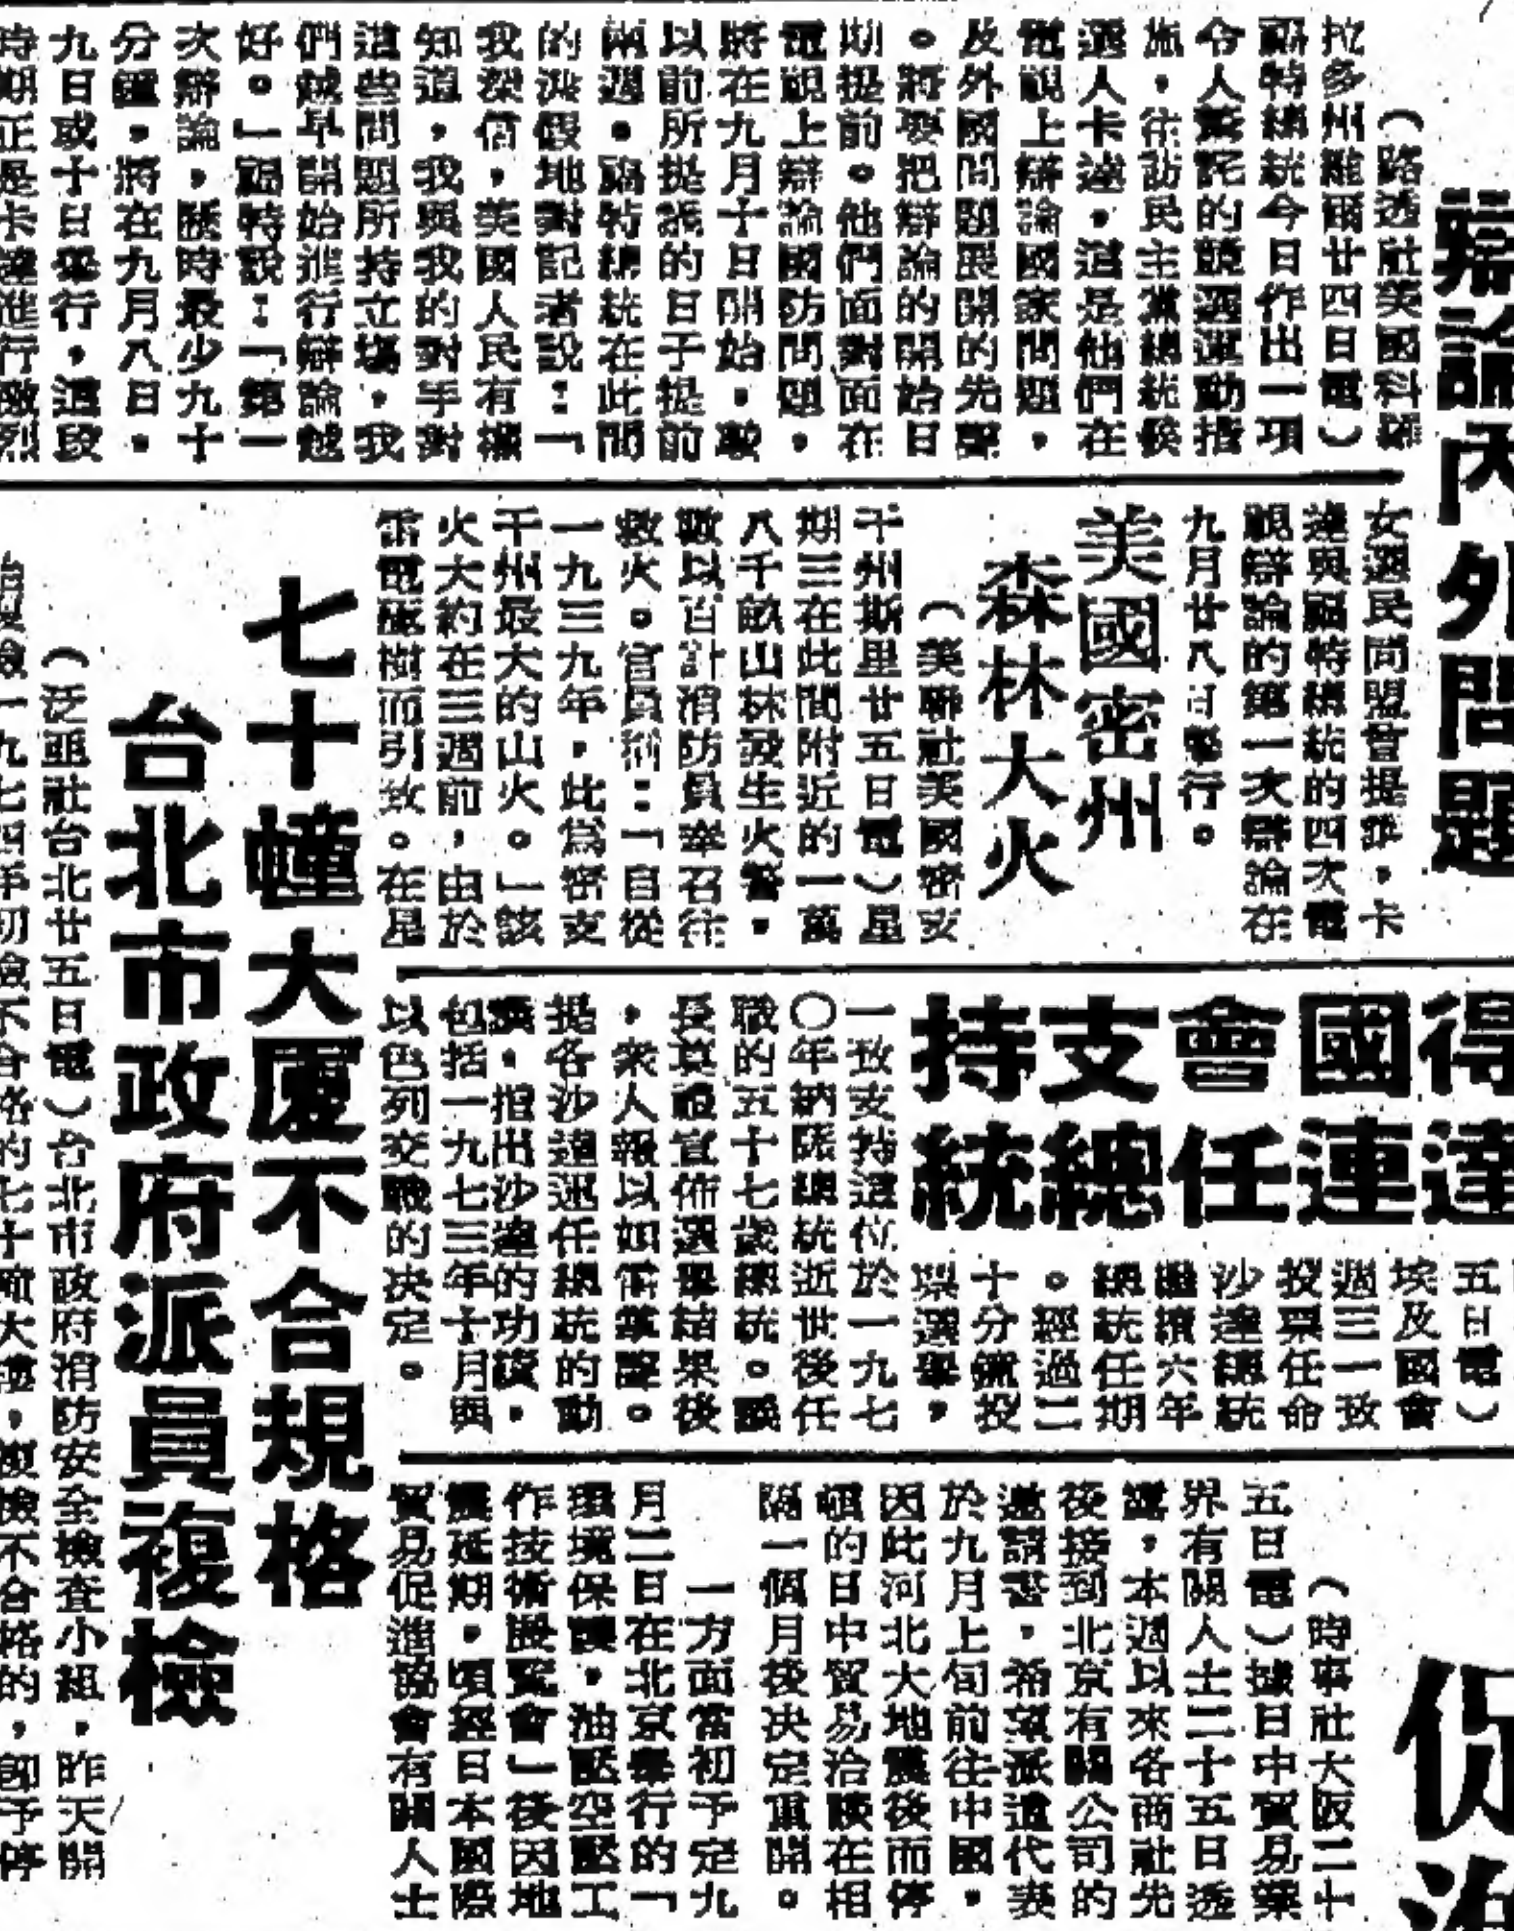 辯論內外問題
（路透社美國科羅
拉多州維爾廿四日電）
福特總統今日作出一項
令人驚詫的競選運動措
施，往訪民主黨總統候
選人卡達，這是他們在
電視上辯論國家問題，
及外國問題展開的先聲
。將要把辯論的開始日
期提前。他們面對面在
電視上辯論國防問題，
將在九月十日開始，較
以前所提議的日子提前
兩週。福特總統在此間
的渡假地對記者說：「
我深信，美國人民有權
知道，我與我的對手對
這些問題所持立場，我
們越早開始進行辯論越
好。」福特說：「第一
次辯論，歷時最少九十
分鐘，將在九月八日，
九日或十日舉行，這段
時期正是卡達進行激烈
女選民同盟曾提議，卡
達與福特總統的四次電
視辯論的第一次辯論在
九月廿八日舉行。
美國密州
森林大火
（美聯社美國密支
干州斯里廿五日電）星
期三在此間附近的一萬
八千畝山林發生火警，
數以百計消防員奉召往
救火。官員稱：「自從
一九三九年，此為密支
干州最大的山火。」該
火大約在三週前，由於
雷電殛樹而引致。在星
七十幢大厦不合規格
台北市政府派員複檢
（泛亞社台北廿五日電）台北市政府消防安全檢查小組，昨天開
始複檢一九七四年初檢不合格的七十幢大樓，複檢不合格的，卽予停
得國會支持
達連任總統
五日電）
埃及國會
週三一致
投票任命
沙達總統
繼續六年
總統任期
。經過二
十分鐘投
票選舉，
一致支持這位於一九七
〇年納瑟總統逝世後任
職的五十七歲總統。議
長莫禮宣佈選舉結果後
，衆人報以如雷掌聲。
提名沙達連任總統的動
議，指出沙達的功績，
包括一九七三年十月與
以色列交戰的决定。
促進
（時事社大阪二十
五日電）據日中貿易業
界有關人士二十五日透
露，本週以來各商社先
後接到北京有關公司的
邀請書，希望派遣代表
於九月上旬前往中國，
因此河北大地震後而停
頓的日中貿易洽談在相
隔一個月後决定重開。
一方面當初予定九
月二日在北京舉行的「
環境保護，油壓空壓工
作技術展覧會」後因地
震延期，頃經日本國際
貿易促進協會有關人士